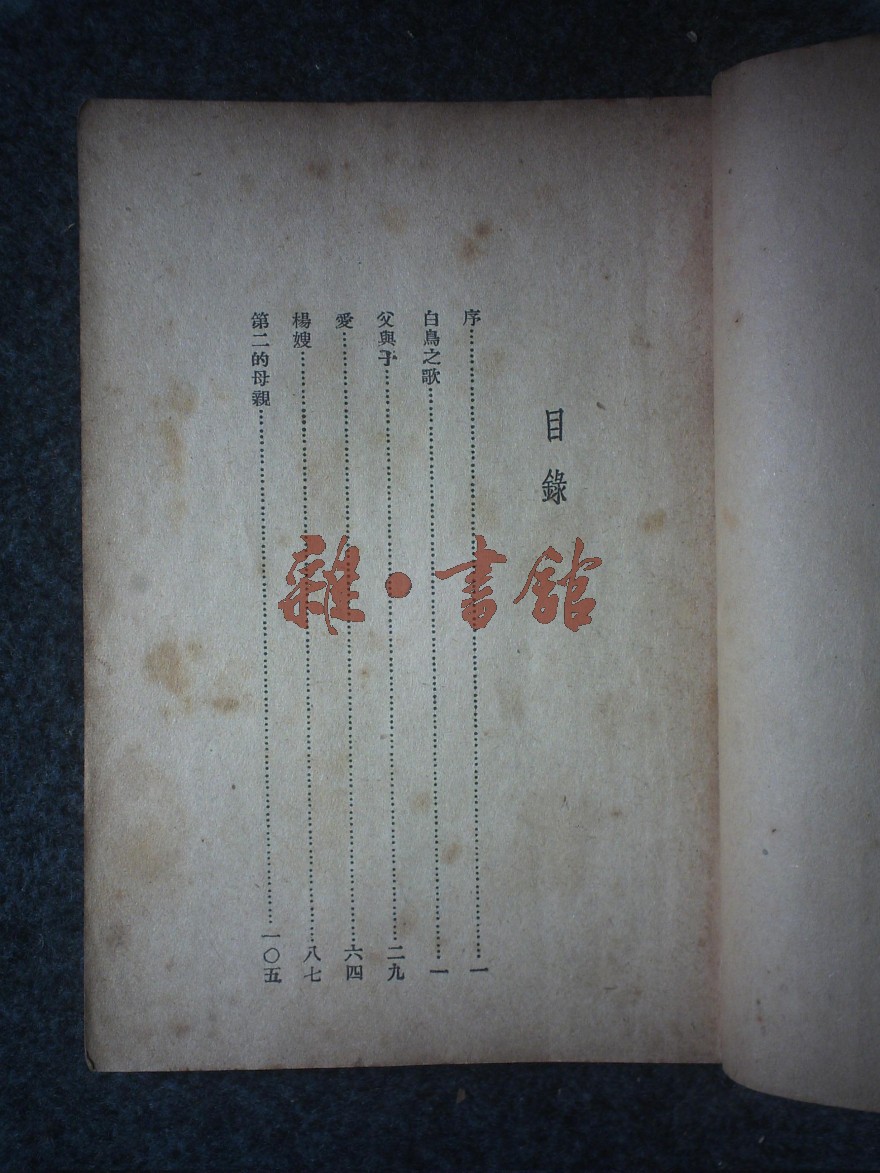 目錄
序……一
白鳥之歌……一
父與子……二九
愛……六四
楊嫂……八七
第二的母親……一〇五
雜·書館